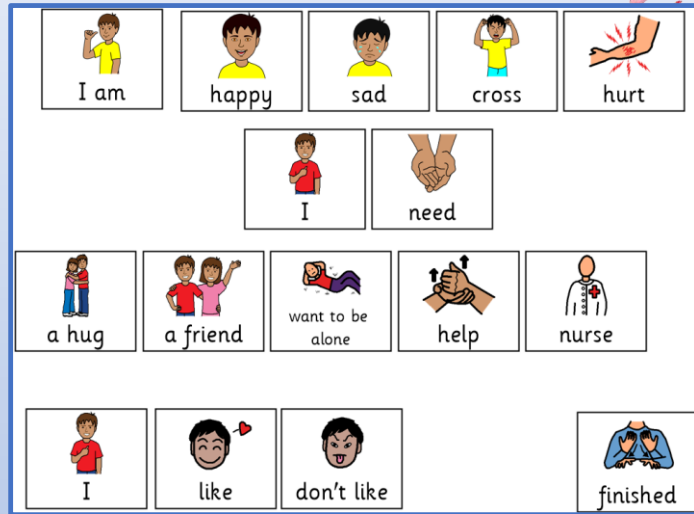 I am happy sad cross hurt
I need
a hug a friend want to be alone help nurse
I like don't like finished